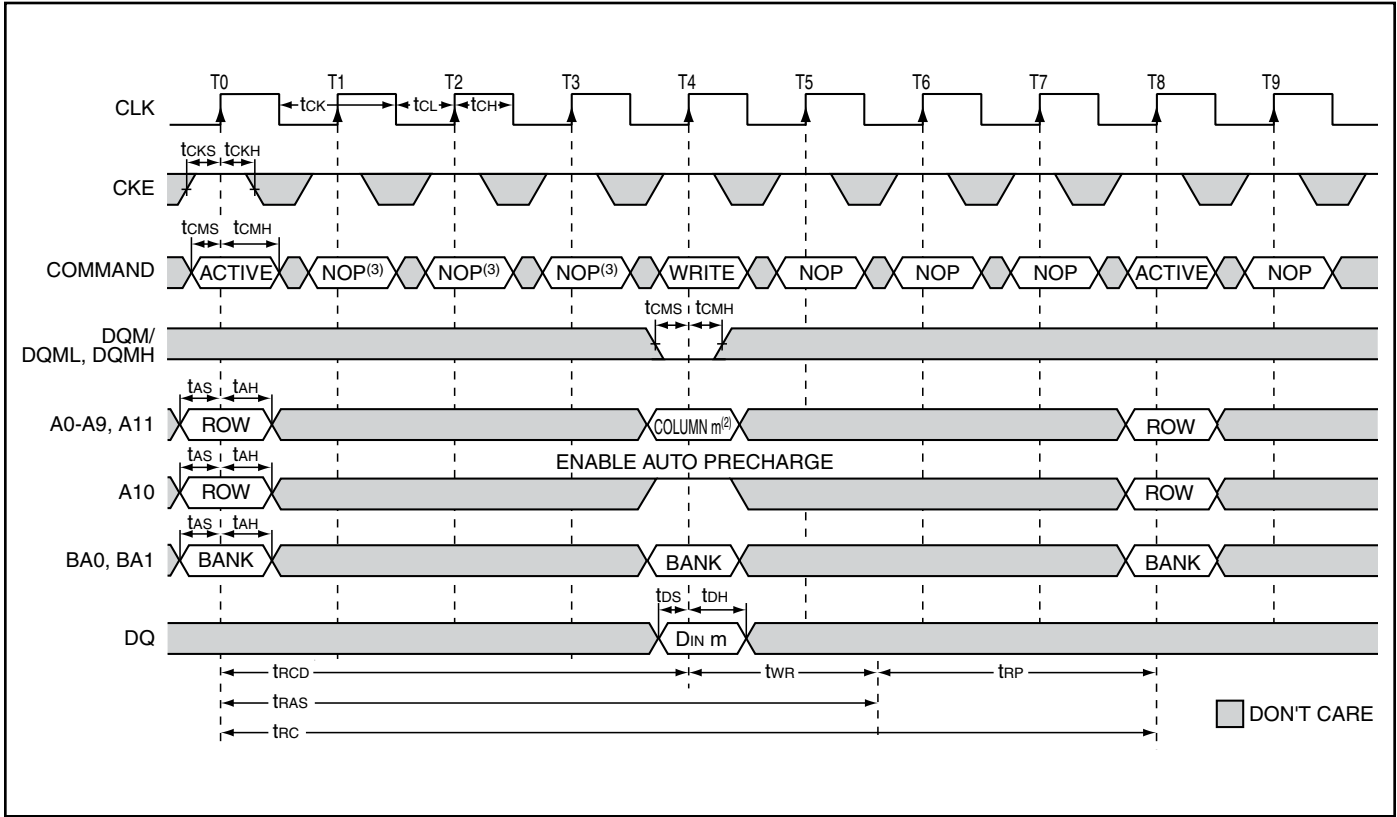 T0 T1 T2 T3 T4 T5 T6 T7 T8 T9
CLK tCK tCL tCH
tCKS tCKH
CKE
tCMS tCMH
COMMAND ACTIVE NOP(3) NOP(3) NOP(3) WRITE NOP NOP NOP ACTIVE NOP
tCMS tCMH
DQM/
DQML, DQMH
tAS tAH
A0-A9, A11 ROW COLUMN m(2) ROW
tAS tAH ENABLE AUTO PRECHARGE
A10 ROW ROW
tAS tAH
BA0, BA1 BANK BANK BANK
tDS tDH
DQ DIN m
tRCD tWR tRP
tRAS
DON'T CARE
tRC